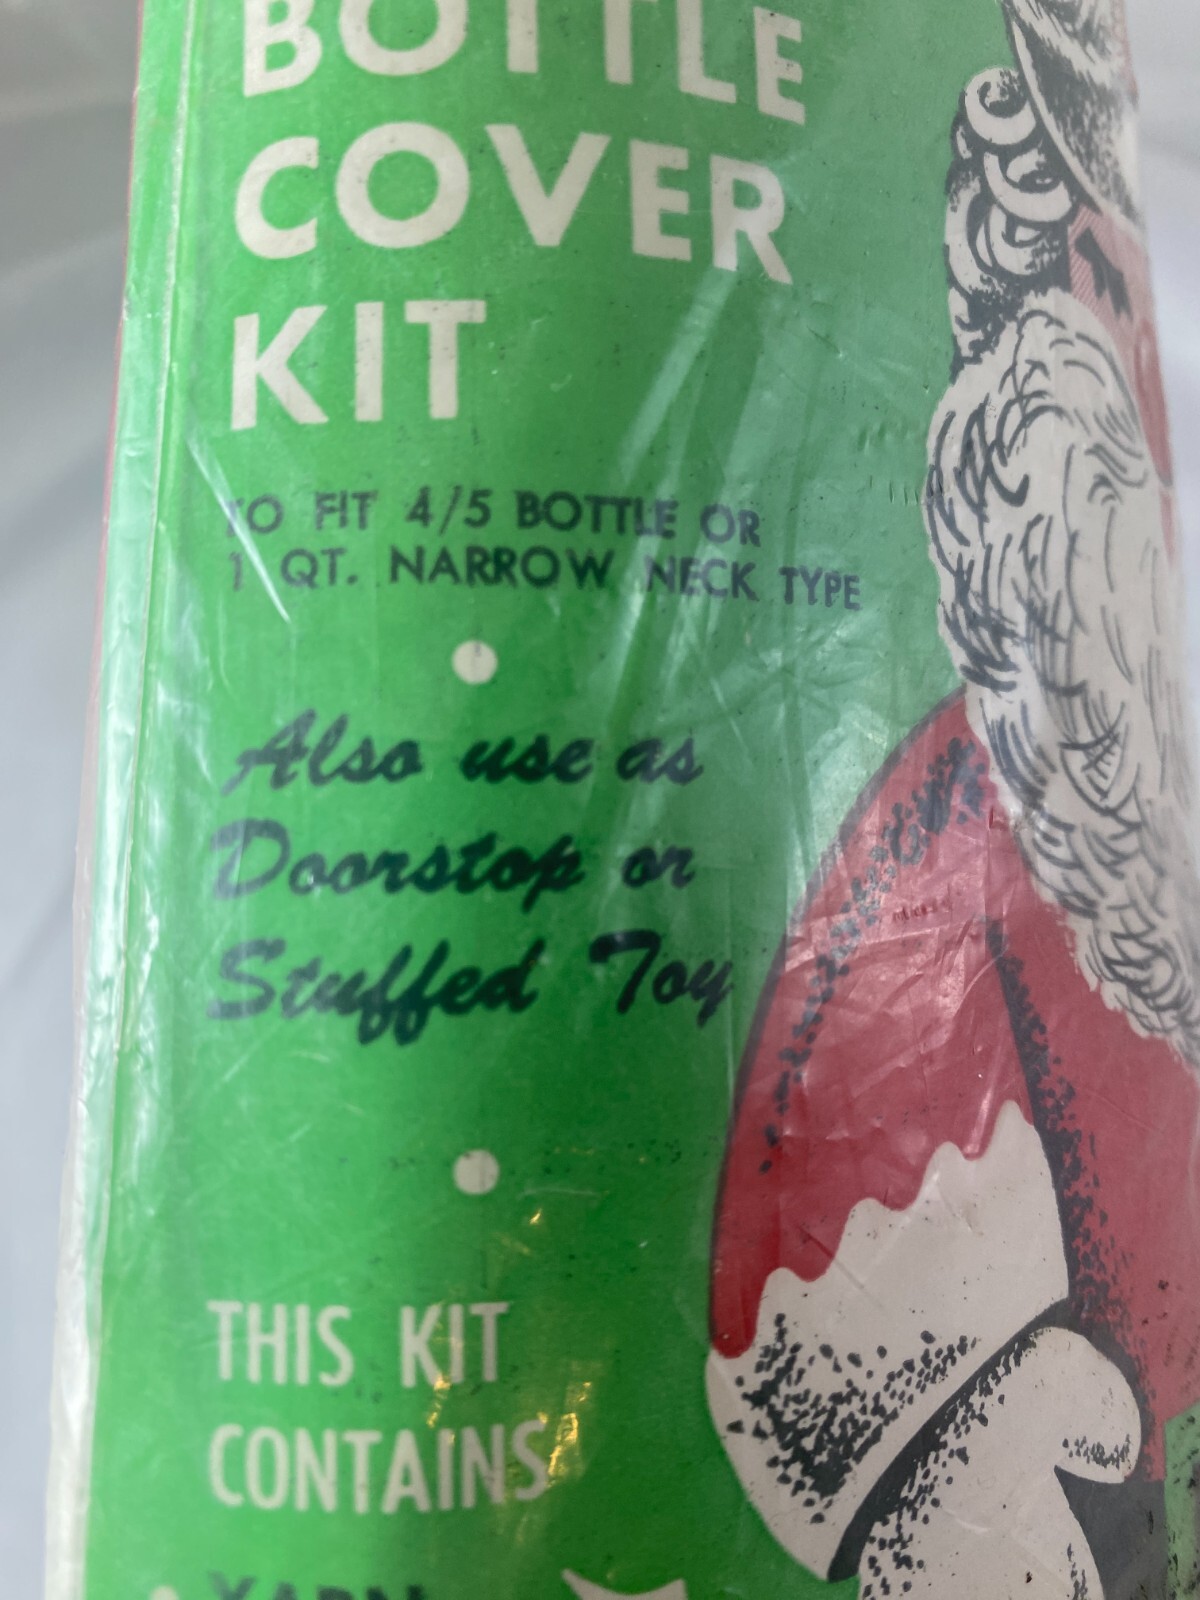 BOTTLE
COVER
KIT
TO FIT 4/5 BOTTLE OR
1 QT. NARROW NECK TYPE
Also use as
Doorstop or
Stuffed Toy
THIS KIT
CONTAINS
YARN